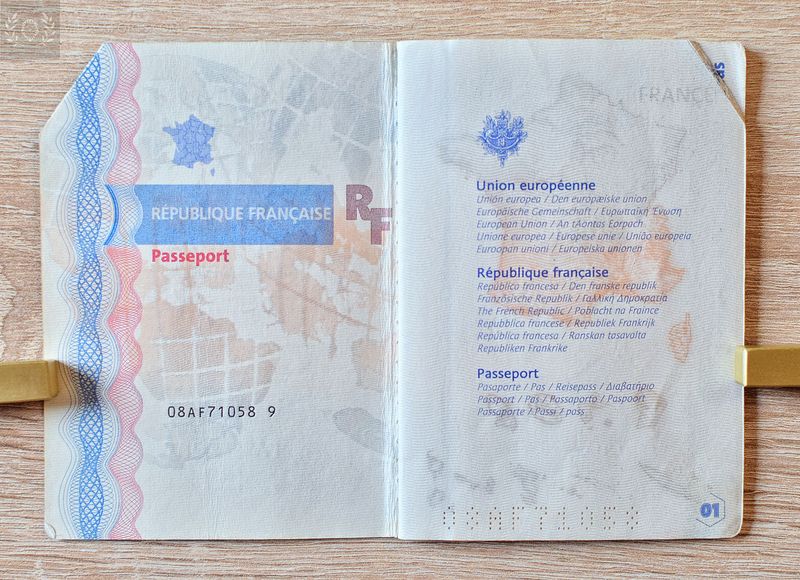 RÉPUBLIQUE FRANÇAISE
RF
Passeport
08AF71058 9
FRANCE
as
Union européenne
Unión europea / Den europæiske union
Europäische Gemeinschaft / Ευρωπαϊκή Ένωση
European Union / An tAontas Eorpach
Unione europea / Europese unie / União europeia
Euroopan unioni / Europeiska unionen
République française
República francesa / Den franske republik
Französische Republik / Γαλλική Δημοκρατία
The French Republic / Poblacht na Fraince
Repubblica francese / Republiek Frankrijk
República francesa / Ranskan tasavalta
Republiken Frankrike
Passeport
Pasaporte / Pas / Reisepass / Διαβατήριο
Passport / Pas / Passaporto / Paspoort
Passaporte / Passi / pass
08AF71058
01